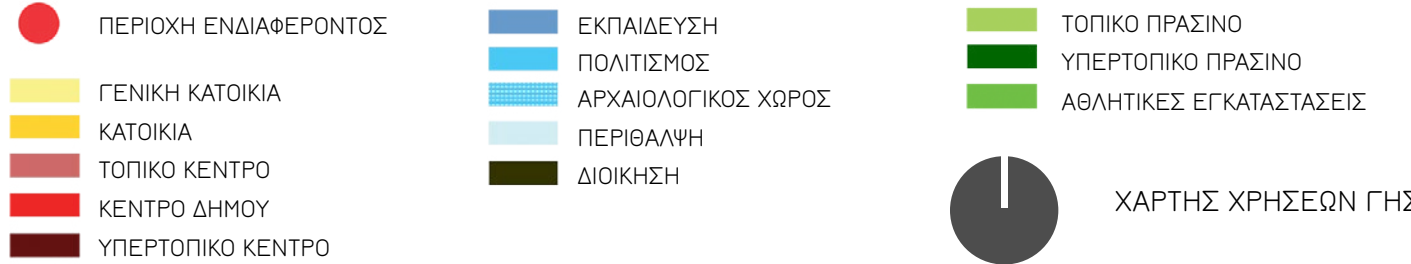 ΠΕΡΙΟΧΗ ΕΝΔΙΑΦΕΡΟΝΤΟΣ
ΓΕΝΙΚΗ ΚΑΤΟΙΚΙΑ
ΚΑΤΟΙΚΙΑ
ΤΟΠΙΚΟ ΚΕΝΤΡΟ
ΚΕΝΤΡΟ ΔΗΜΟΥ
ΥΠΕΡΤΟΠΙΚΟ ΚΕΝΤΡΟ
ΕΚΠΑΙΔΕΥΣΗ
ΠΟΛΙΤΙΣΜΟΣ
ΑΡΧΑΙΟΛΟΓΙΚΟΣ ΧΩΡΟΣ
ΠΕΡΙΘΑΛΨΗ
ΔΙΟΙΚΗΣΗ
ΤΟΠΙΚΟ ΠΡΑΣΙΝΟ
ΥΠΕΡΤΟΠΙΚΟ ΠΡΑΣΙΝΟ
ΑΘΛΗΤΙΚΕΣ ΕΓΚΑΤΑΣΤΑΣΕΙΣ
ΧΑΡΤΗΣ ΧΡΗΣΕΩΝ ΓΗΣ